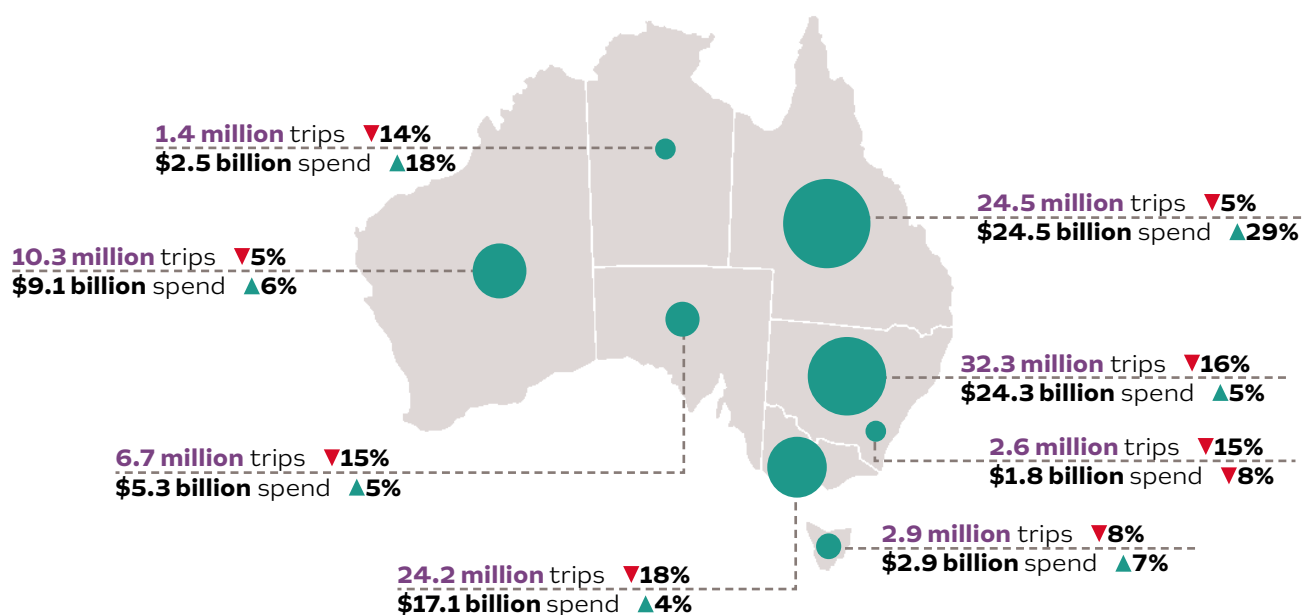 1.4 million trips ▼14%
$2.5 billion spend ▲18%
24.5 million trips ▼5%
$24.5 billion spend ▲29%
10.3 million trips ▼5%
$9.1 billion spend ▲6%
32.3 million trips ▼16%
$24.3 billion spend ▲5%
6.7 million trips ▼15%
$5.3 billion spend ▲5%
2.6 million trips ▼15%
$1.8 billion spend ▼8%
2.9 million trips ▼8%
$2.9 billion spend ▲7%
24.2 million trips ▼18%
$17.1 billion spend ▲4%